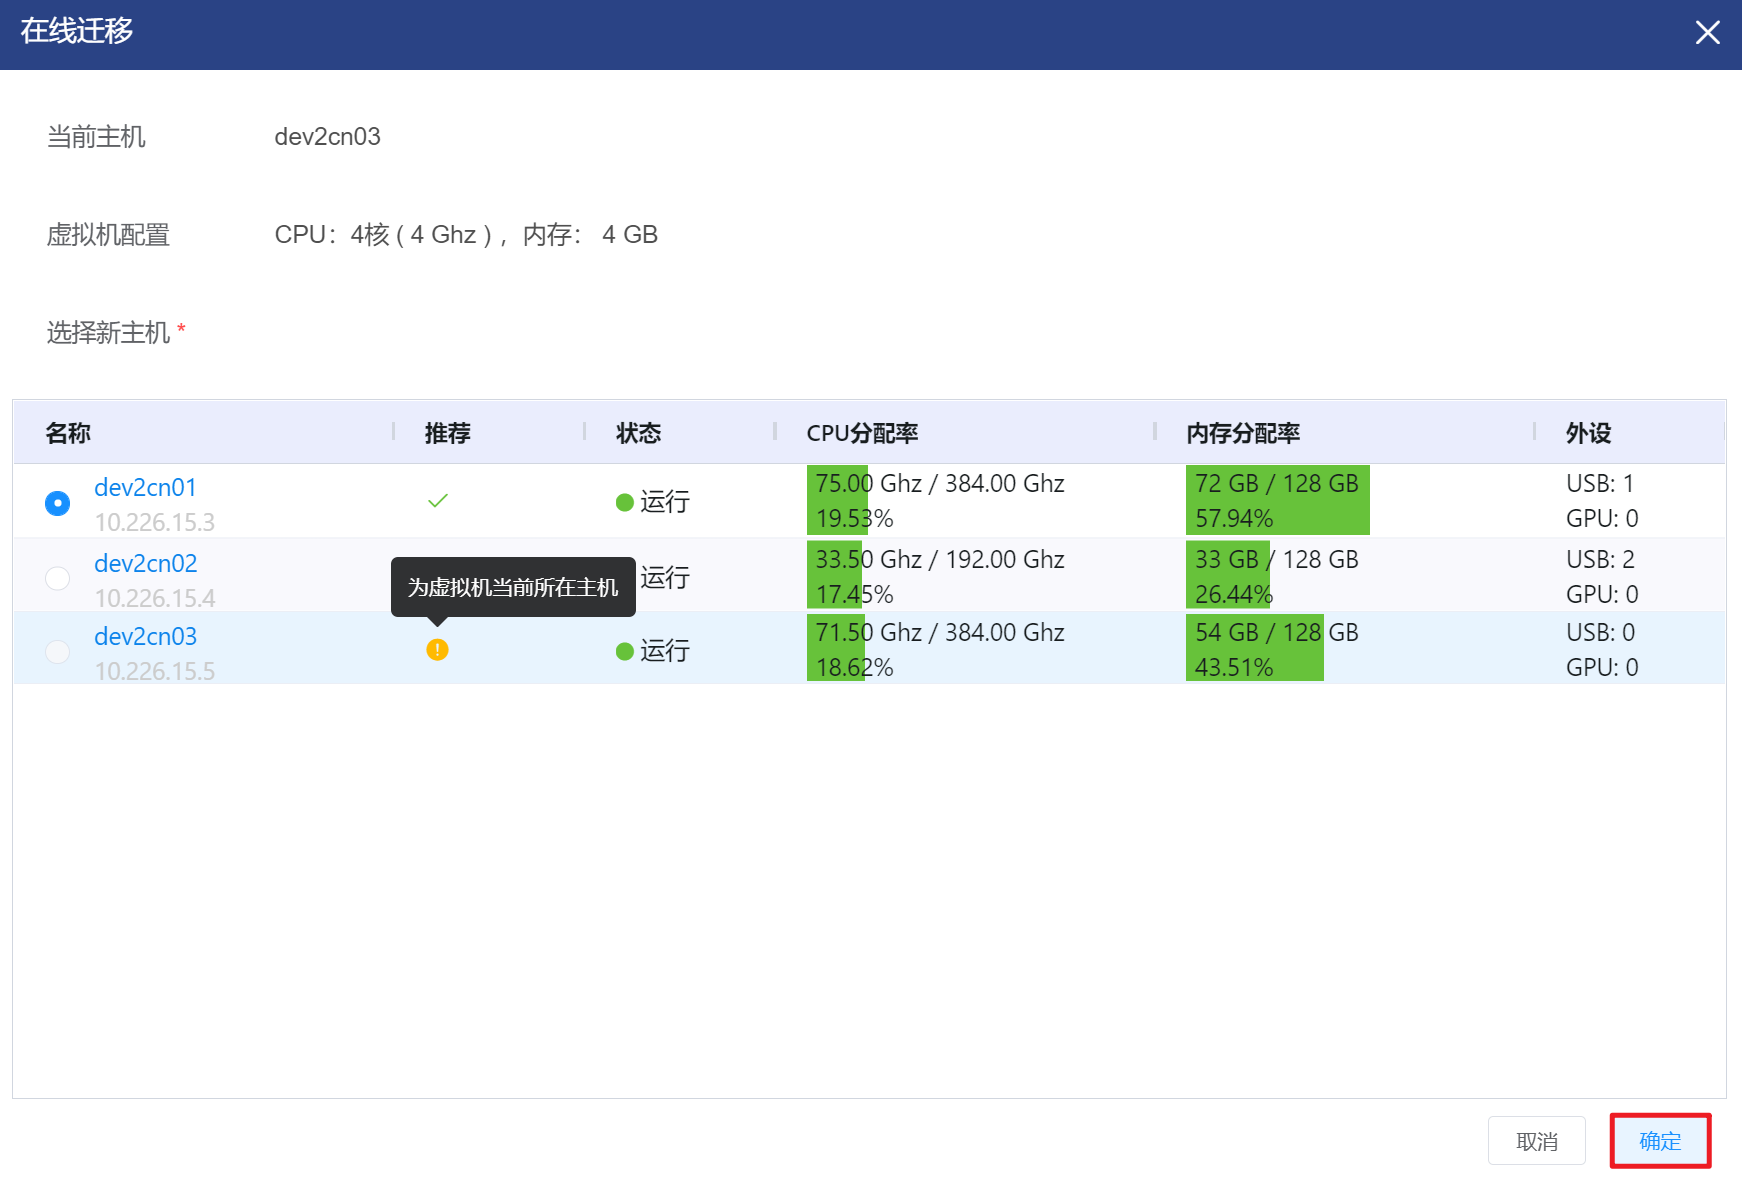 在线迁移
当前主机 dev2cn03
虚拟机配置 CPU：4核 ( 4 Ghz ) ，内存： 4 GB
选择新主机 *
名称 推荐 状态 CPU分配率 内存分配率 外设
dev2cn01
10.226.15.3
运行
75.00 Ghz / 384.00 Ghz
19.53%
72 GB / 128 GB
57.94%
USB: 1
GPU: 0
dev2cn02
10.226.15.4
为虚拟机当前所在主机
运行
33.50 Ghz / 192.00 Ghz
17.45%
33 GB / 128 GB
26.44%
USB: 2
GPU: 0
dev2cn03
10.226.15.5
运行
71.50 Ghz / 384.00 Ghz
18.62%
54 GB / 128 GB
43.51%
USB: 0
GPU: 0
取消 确定